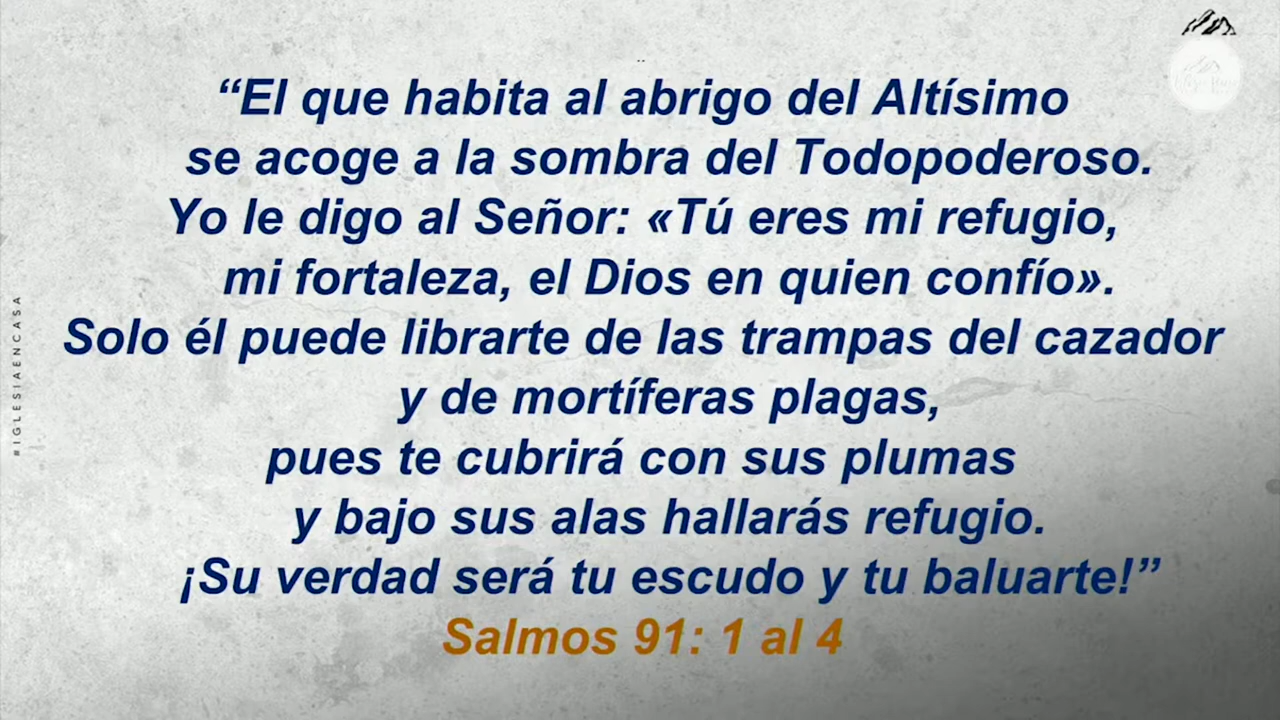 “El que habita al abrigo del Altísimo
se acoge a la sombra del Todopoderoso.
Yo le digo al Señor: «Tú eres mi refugio,
mi fortaleza, el Dios en quien confío».
Solo él puede librarte de las trampas del cazador
y de mortíferas plagas,
pues te cubrirá con sus plumas
y bajo sus alas hallarás refugio.
¡Su verdad será tu escudo y tu baluarte!”
Salmos 91: 1 al 4
#IGLESIAENCASA